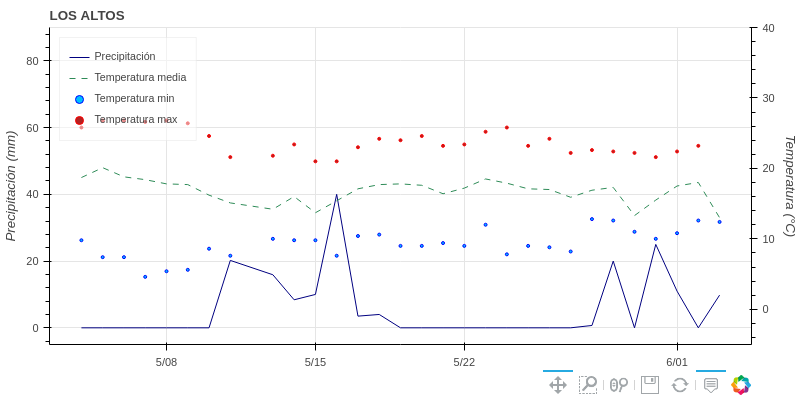 LOS ALTOS
Precipitación
Temperatura media
Temperatura min
Temperatura max
Precipitación (mm)
80
60
40
20
0
40
30
20
10
0
Temperatura (°C)
5/08
5/15
5/22
6/01